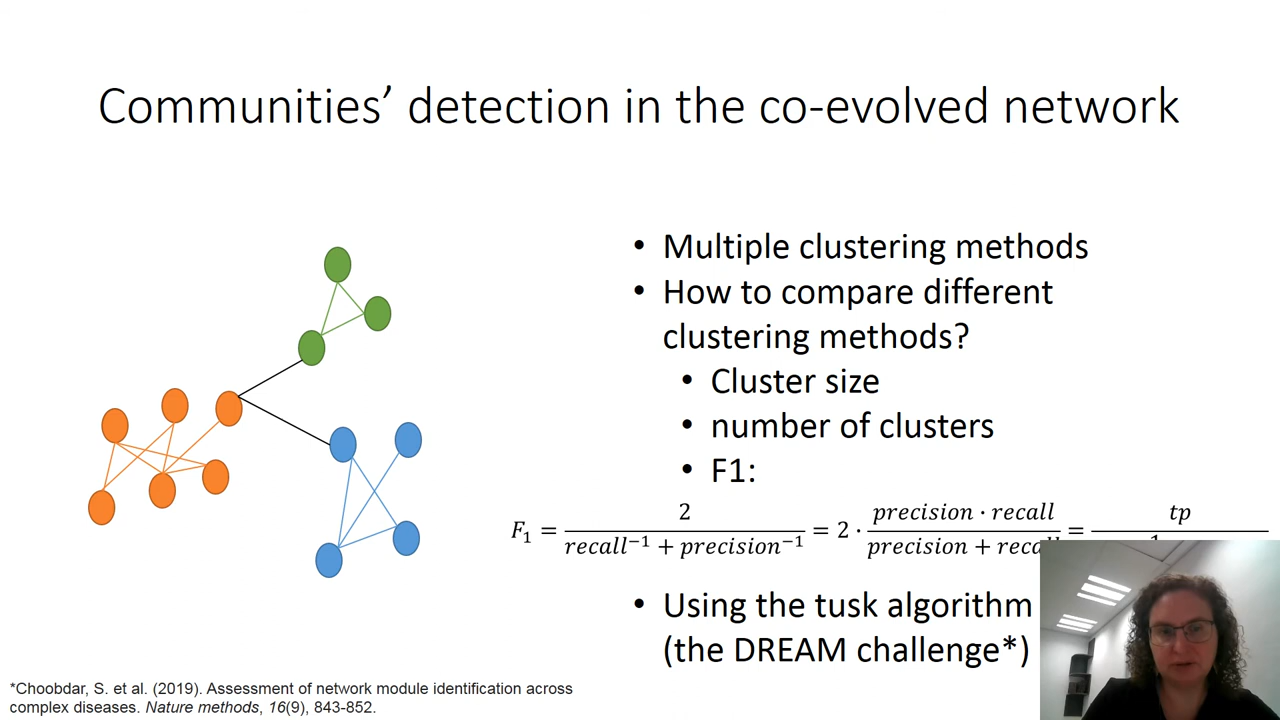 Communities’ detection in the co-evolved network
• Multiple clustering methods
• How to compare different
clustering methods?
• Cluster size
• number of clusters
• F1:
F₁ = 2 / (recall⁻¹ + precision⁻¹) = 2 · (precision · recall) / (precision + recall) = tp
• Using the tusk algorithm
(the DREAM challenge*)
*Choobdar, S. et al. (2019). Assessment of network module identification across
complex diseases. Nature methods, 16(9), 843-852.